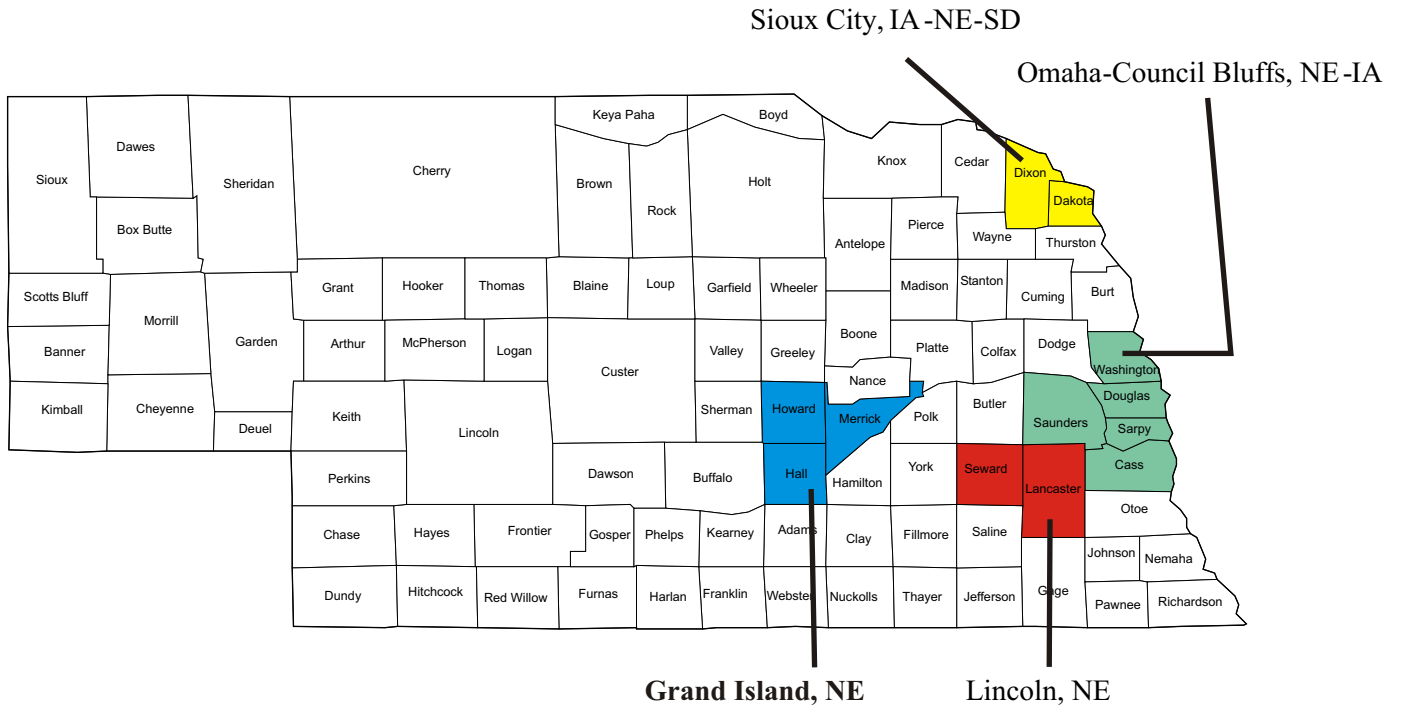 Sioux City, IA-NE-SD
Omaha-Council Bluffs, NE-IA
Keya Paha
Boyd
Dawes
Sioux
Sheridan
Cherry
Brown
Rock
Holt
Knox
Cedar
Dixon
Dakota
Box Butte
Antelope
Pierce
Wayne
Thurston
Scotts Bluff
Morrill
Garden
Grant
Hooker
Thomas
Blaine
Loup
Garfield
Wheeler
Madison
Stanton
Cuming
Burt
Banner
Arthur
McPherson
Logan
Custer
Valley
Greeley
Boone
Platte
Colfax
Dodge
Washington
Kimball
Cheyenne
Deuel
Keith
Lincoln
Sherman
Howard
Nance
Merrick
Polk
Butler
Saunders
Douglas
Sarpy
Cass
Perkins
Dawson
Buffalo
Hall
Hamilton
York
Seward
Lancaster
Otoe
Chase
Hayes
Frontier
Gosper
Phelps
Kearney
Adams
Clay
Fillmore
Saline
Johnson
Nemaha
Dundy
Hitchcock
Red Willow
Furnas
Harlan
Franklin
Webster
Nuckolls
Thayer
Jefferson
Gage
Pawnee
Richardson
Grand Island, NE
Lincoln, NE